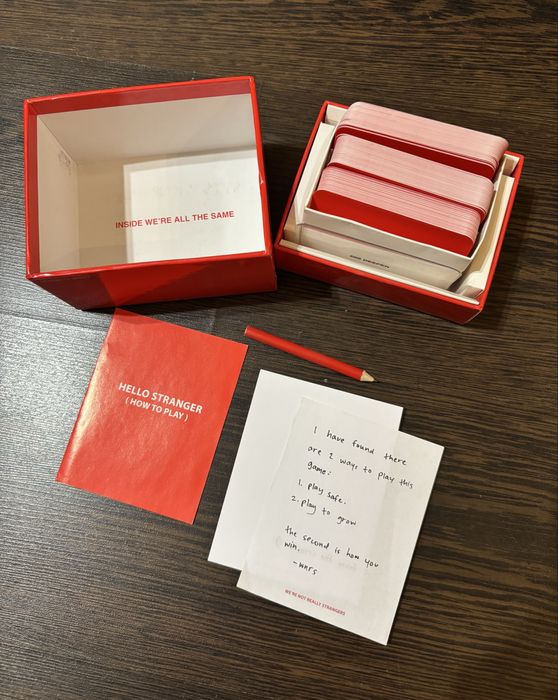 INSIDE WE'RE ALL THE SAME
HELLO STRANGER
( HOW TO PLAY )
I have found there
are 2 ways to play this
game:
1. play safe.
2. play to grow
the second is how you
win.
-wnrs
WE'RE NOT REALLY STRANGERS